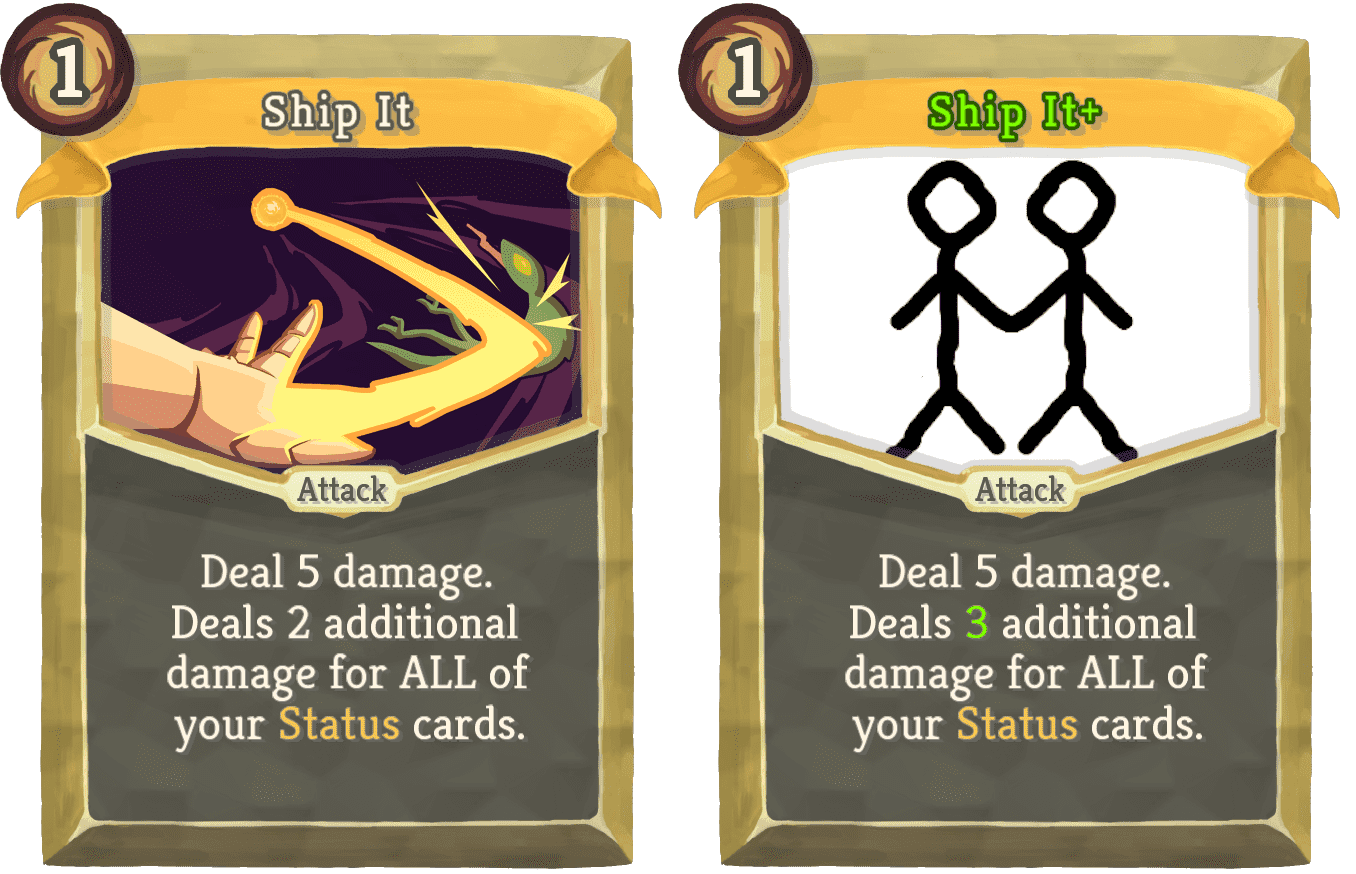 1
Ship It
Attack
Deal 5 damage.
Deals 2 additional
damage for ALL of
your Status cards.
1
Ship It+
Attack
Deal 5 damage.
Deals 3 additional
damage for ALL of
your Status cards.